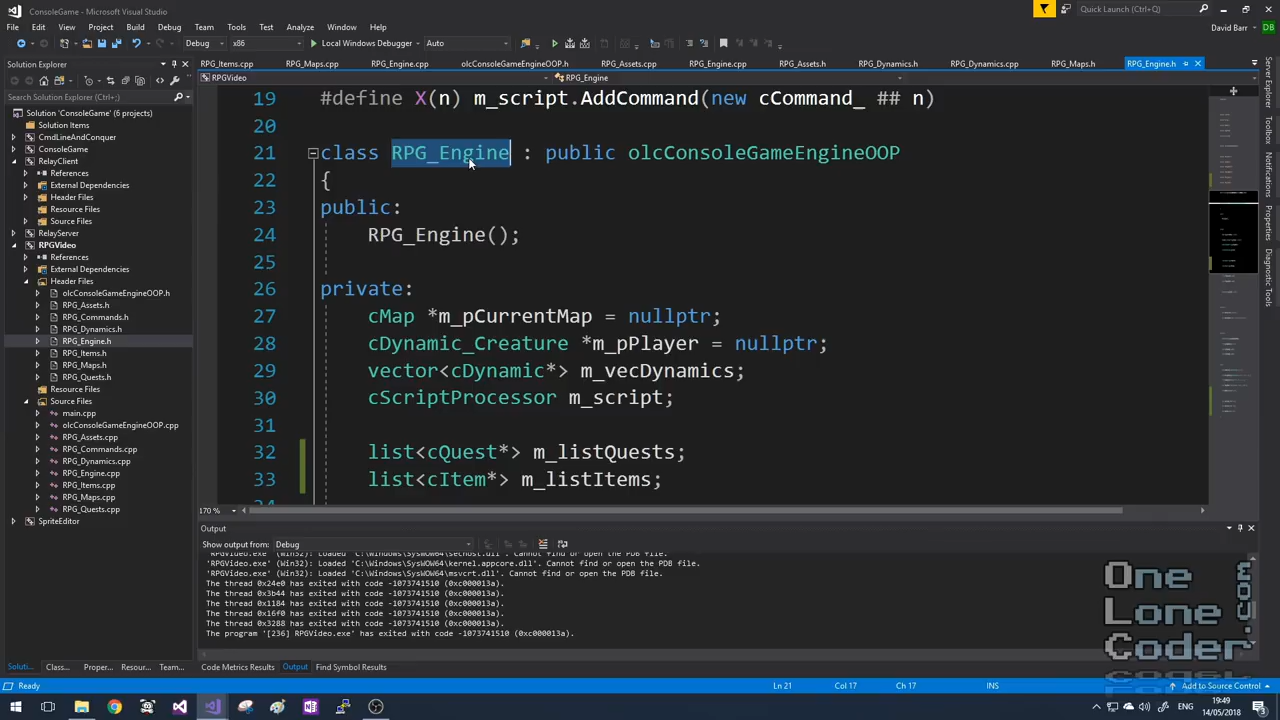 ConsoleGame - Microsoft Visual Studio
Quick Launch (Ctrl+Q)
File Edit View Project Build Debug Team Tools Test Analyze Window Help
David Barr DB
Debug x86 Local Windows Debugger Auto
Solution Explorer
RPG_Items.cpp RPG_Maps.cpp RPG_Engine.cpp olcConsoleGameEngineOOP.h RPG_Assets.cpp RPG_Engine.cpp RPG_Assets.h RPG_Dynamics.h RPG_Dynamics.cpp RPG_Maps.h RPG_Engine.h
RPGVideo RPG_Engine
Search Solution Explorer (Ctrl+;)
Solution 'ConsoleGame' (6 projects)
Solution Items
CmdLineAndConquer
ConsoleGame
RelayClient
References
External Dependencies
Header Files
Resource Files
Source Files
RelayServer
RPGVideo
References
External Dependencies
Header Files
olcConsoleGameEngineOOP.h
RPG_Assets.h
RPG_Commands.h
RPG_Dynamics.h
RPG_Engine.h
RPG_Items.h
RPG_Maps.h
RPG_Quests.h
Resource Files
Source Files
main.cpp
olcConsoleGameEngineOOP.cpp
RPG_Assets.cpp
RPG_Commands.cpp
RPG_Dynamics.cpp
RPG_Engine.cpp
RPG_Items.cpp
RPG_Maps.cpp
RPG_Quests.cpp
SpriteEditor
Soluti... Class... Proper... Resour... Team...
19 #define X(n) m_script.AddCommand(new cCommand_ ## n)
20
21 class RPG_Engine : public olcConsoleGameEngineOOP
22 {
23 public:
24 RPG_Engine();
25
26 private:
27 cMap *m_pCurrentMap = nullptr;
28 cDynamic_Creature *m_pPlayer = nullptr;
29 vector<cDynamic*> m_vecDynamics;
30 cScriptProcessor m_script;
31
32 list<cQuest*> m_listQuests;
33 list<cItem*> m_listItems;
170 %
Output
Show output from: Debug
'RPGVideo.exe' (Win32): Loaded 'C:\Windows\SysWOW64\sechost.dll'. Cannot find or open the PDB file.
'RPGVideo.exe' (Win32): Loaded 'C:\Windows\SysWOW64\kernel.appcore.dll'. Cannot find or open the PDB file.
'RPGVideo.exe' (Win32): Loaded 'C:\Windows\SysWOW64\msvcrt.dll'. Cannot find or open the PDB file.
The thread 0x24e0 has exited with code -1073741510 (0xc000013a).
The thread 0x3b44 has exited with code -1073741510 (0xc000013a).
The thread 0x1184 has exited with code -1073741510 (0xc000013a).
The thread 0x16f0 has exited with code -1073741510 (0xc000013a).
The thread 0x3288 has exited with code -1073741510 (0xc000013a).
The program '[236] RPGVideo.exe' has exited with code -1073741510 (0xc000013a).
Code Metrics Results Output Find Symbol Results
Server Explorer
Toolbox
Notifications
Properties
Diagnostic Tools
One
Lone
Coder
.com
Ready Ln 21 Col 17 Ch 17 INS Add to Source Control
ENG 19:49
14/05/2018